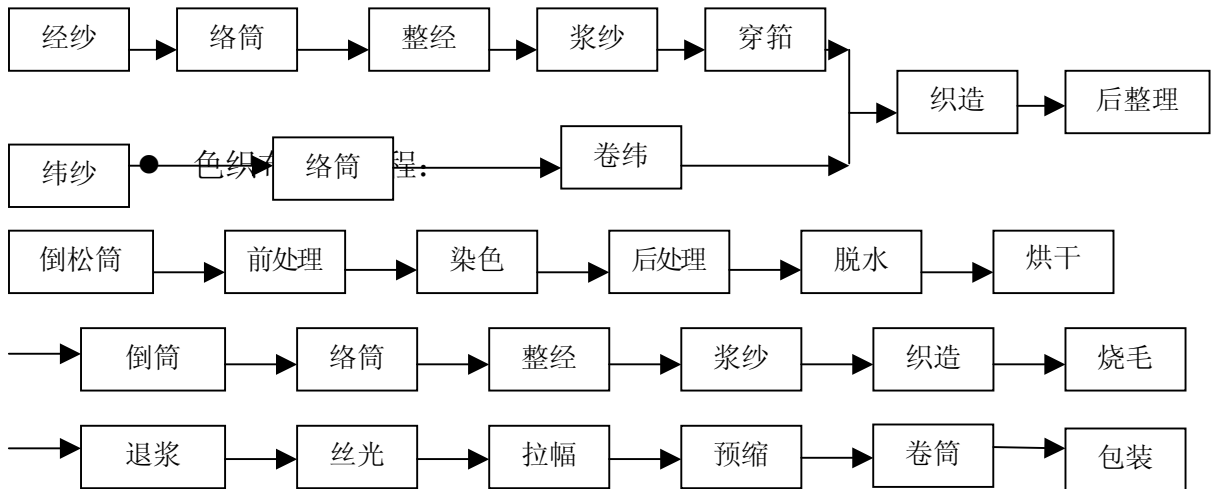 经纱 络筒 整经 浆纱 穿筘
织造 后整理
纬纱 络筒 卷纬
● 色织 程:
倒松筒 前处理 染色 后处理 脱水 烘干
倒筒 络筒 整经 浆纱 织造 烧毛
退浆 丝光 拉幅 预缩 卷筒 包装